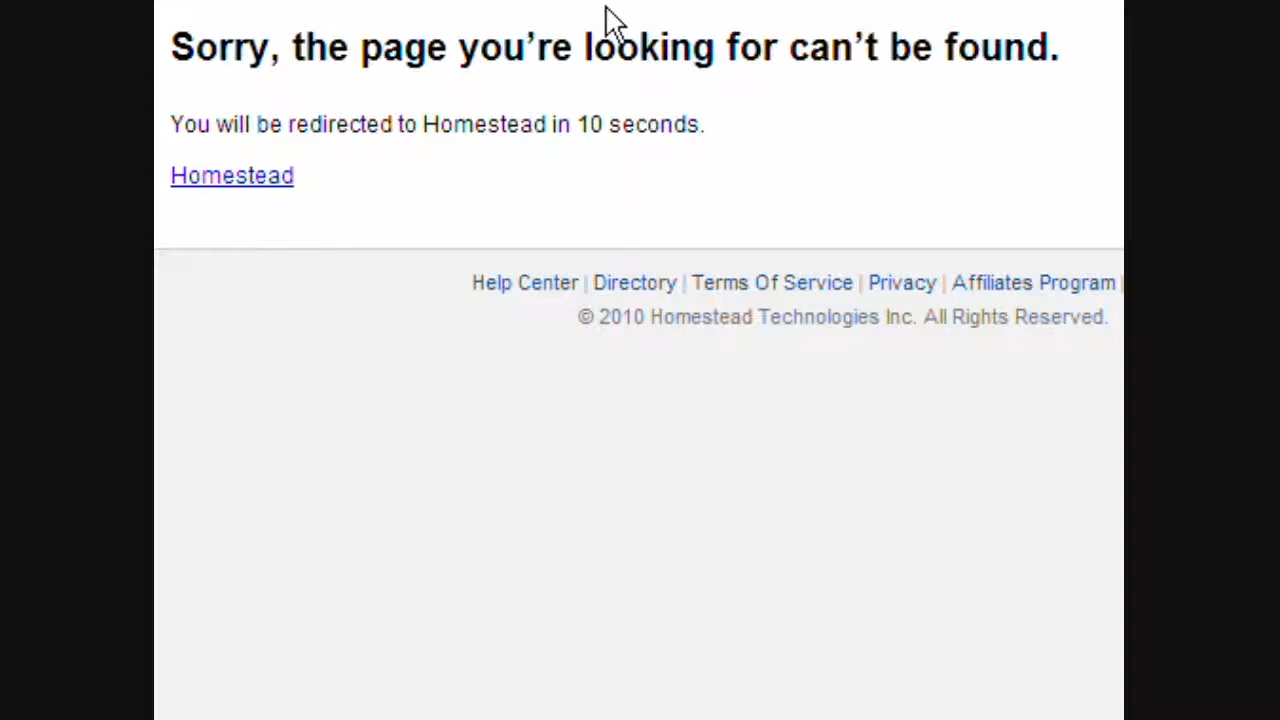 Sorry, the page you’re looking for can’t be found.
You will be redirected to Homestead in 10 seconds.
Homestead
Help Center | Directory | Terms Of Service | Privacy | Affiliates Program |
© 2010 Homestead Technologies Inc. All Rights Reserved.